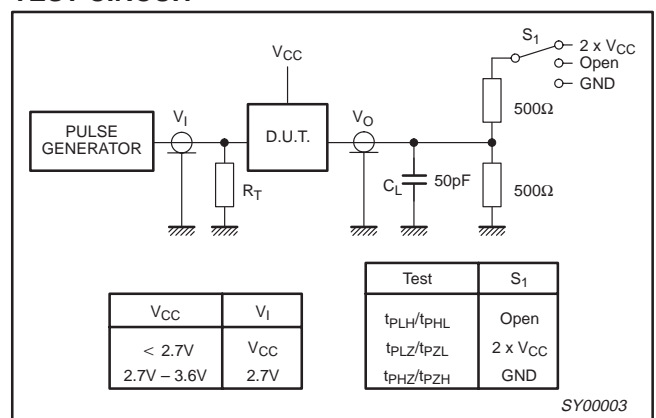 TEST CIRCUIT
S1
2 x VCC
Open
GND
VCC
500Ω
PULSE
GENERATOR
VI
D.U.T.
VO
RT
CL
50pF
500Ω
VCC VI
< 2.7V VCC
2.7V – 3.6V 2.7V
Test S1
tPLH/tPHL Open
tPLZ/tPZL 2 x VCC
tPHZ/tPZH GND
SY00003